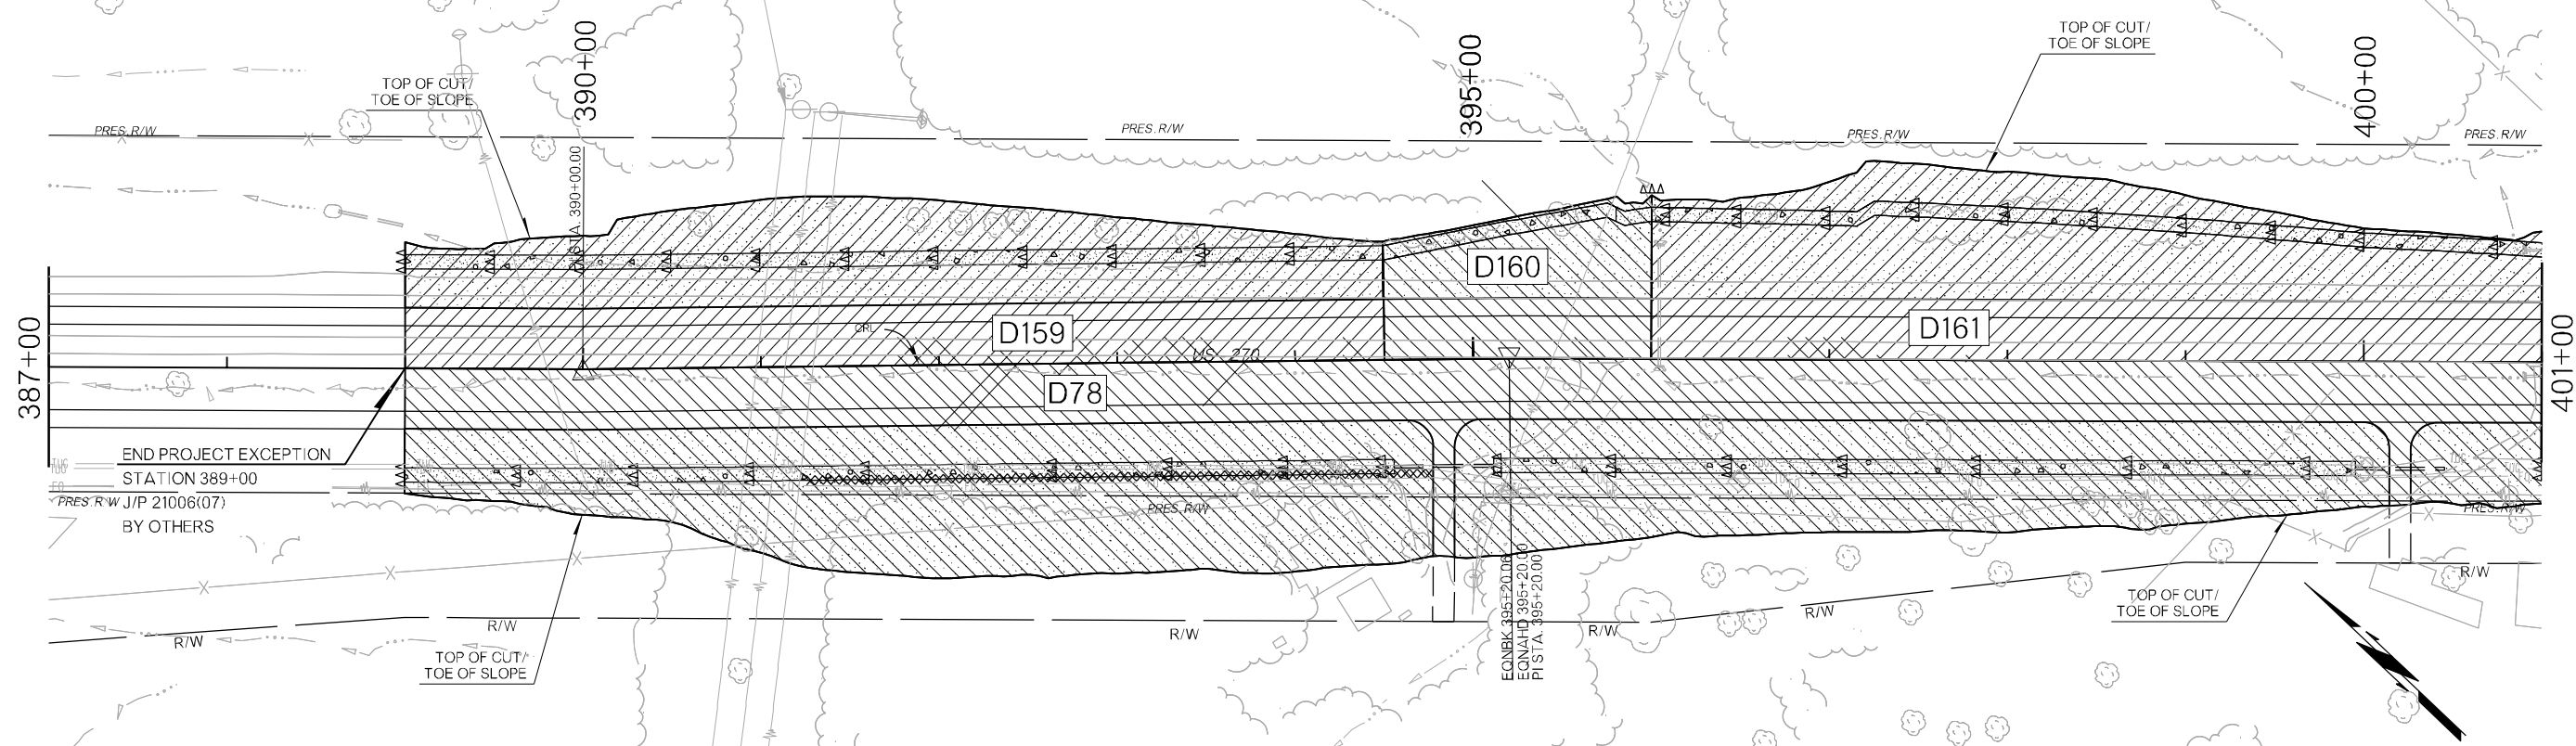 TOP OF CUT/
TOE OF SLOPE
390+00
395+00
TOP OF CUT/
TOE OF SLOPE
400+00
PRES. R/W
PRES. R/W
PRES. R/W
PRES. R/W
STA. 390+00.00
D160
D159
D161
CRL
US 270
D78
387+00
401+00
END PROJECT EXCEPTION
STATION 389+00
J/P 21006(07)
BY OTHERS
PRES. R/W
PRES. R/W
PRES. R/W
EQNBK 395+20.06
EQNAHD 395+20.00
PI STA. 395+20.00
R/W
R/W
R/W
R/W
R/W
R/W
TOP OF CUT/
TOE OF SLOPE
TOP OF CUT/
TOE OF SLOPE